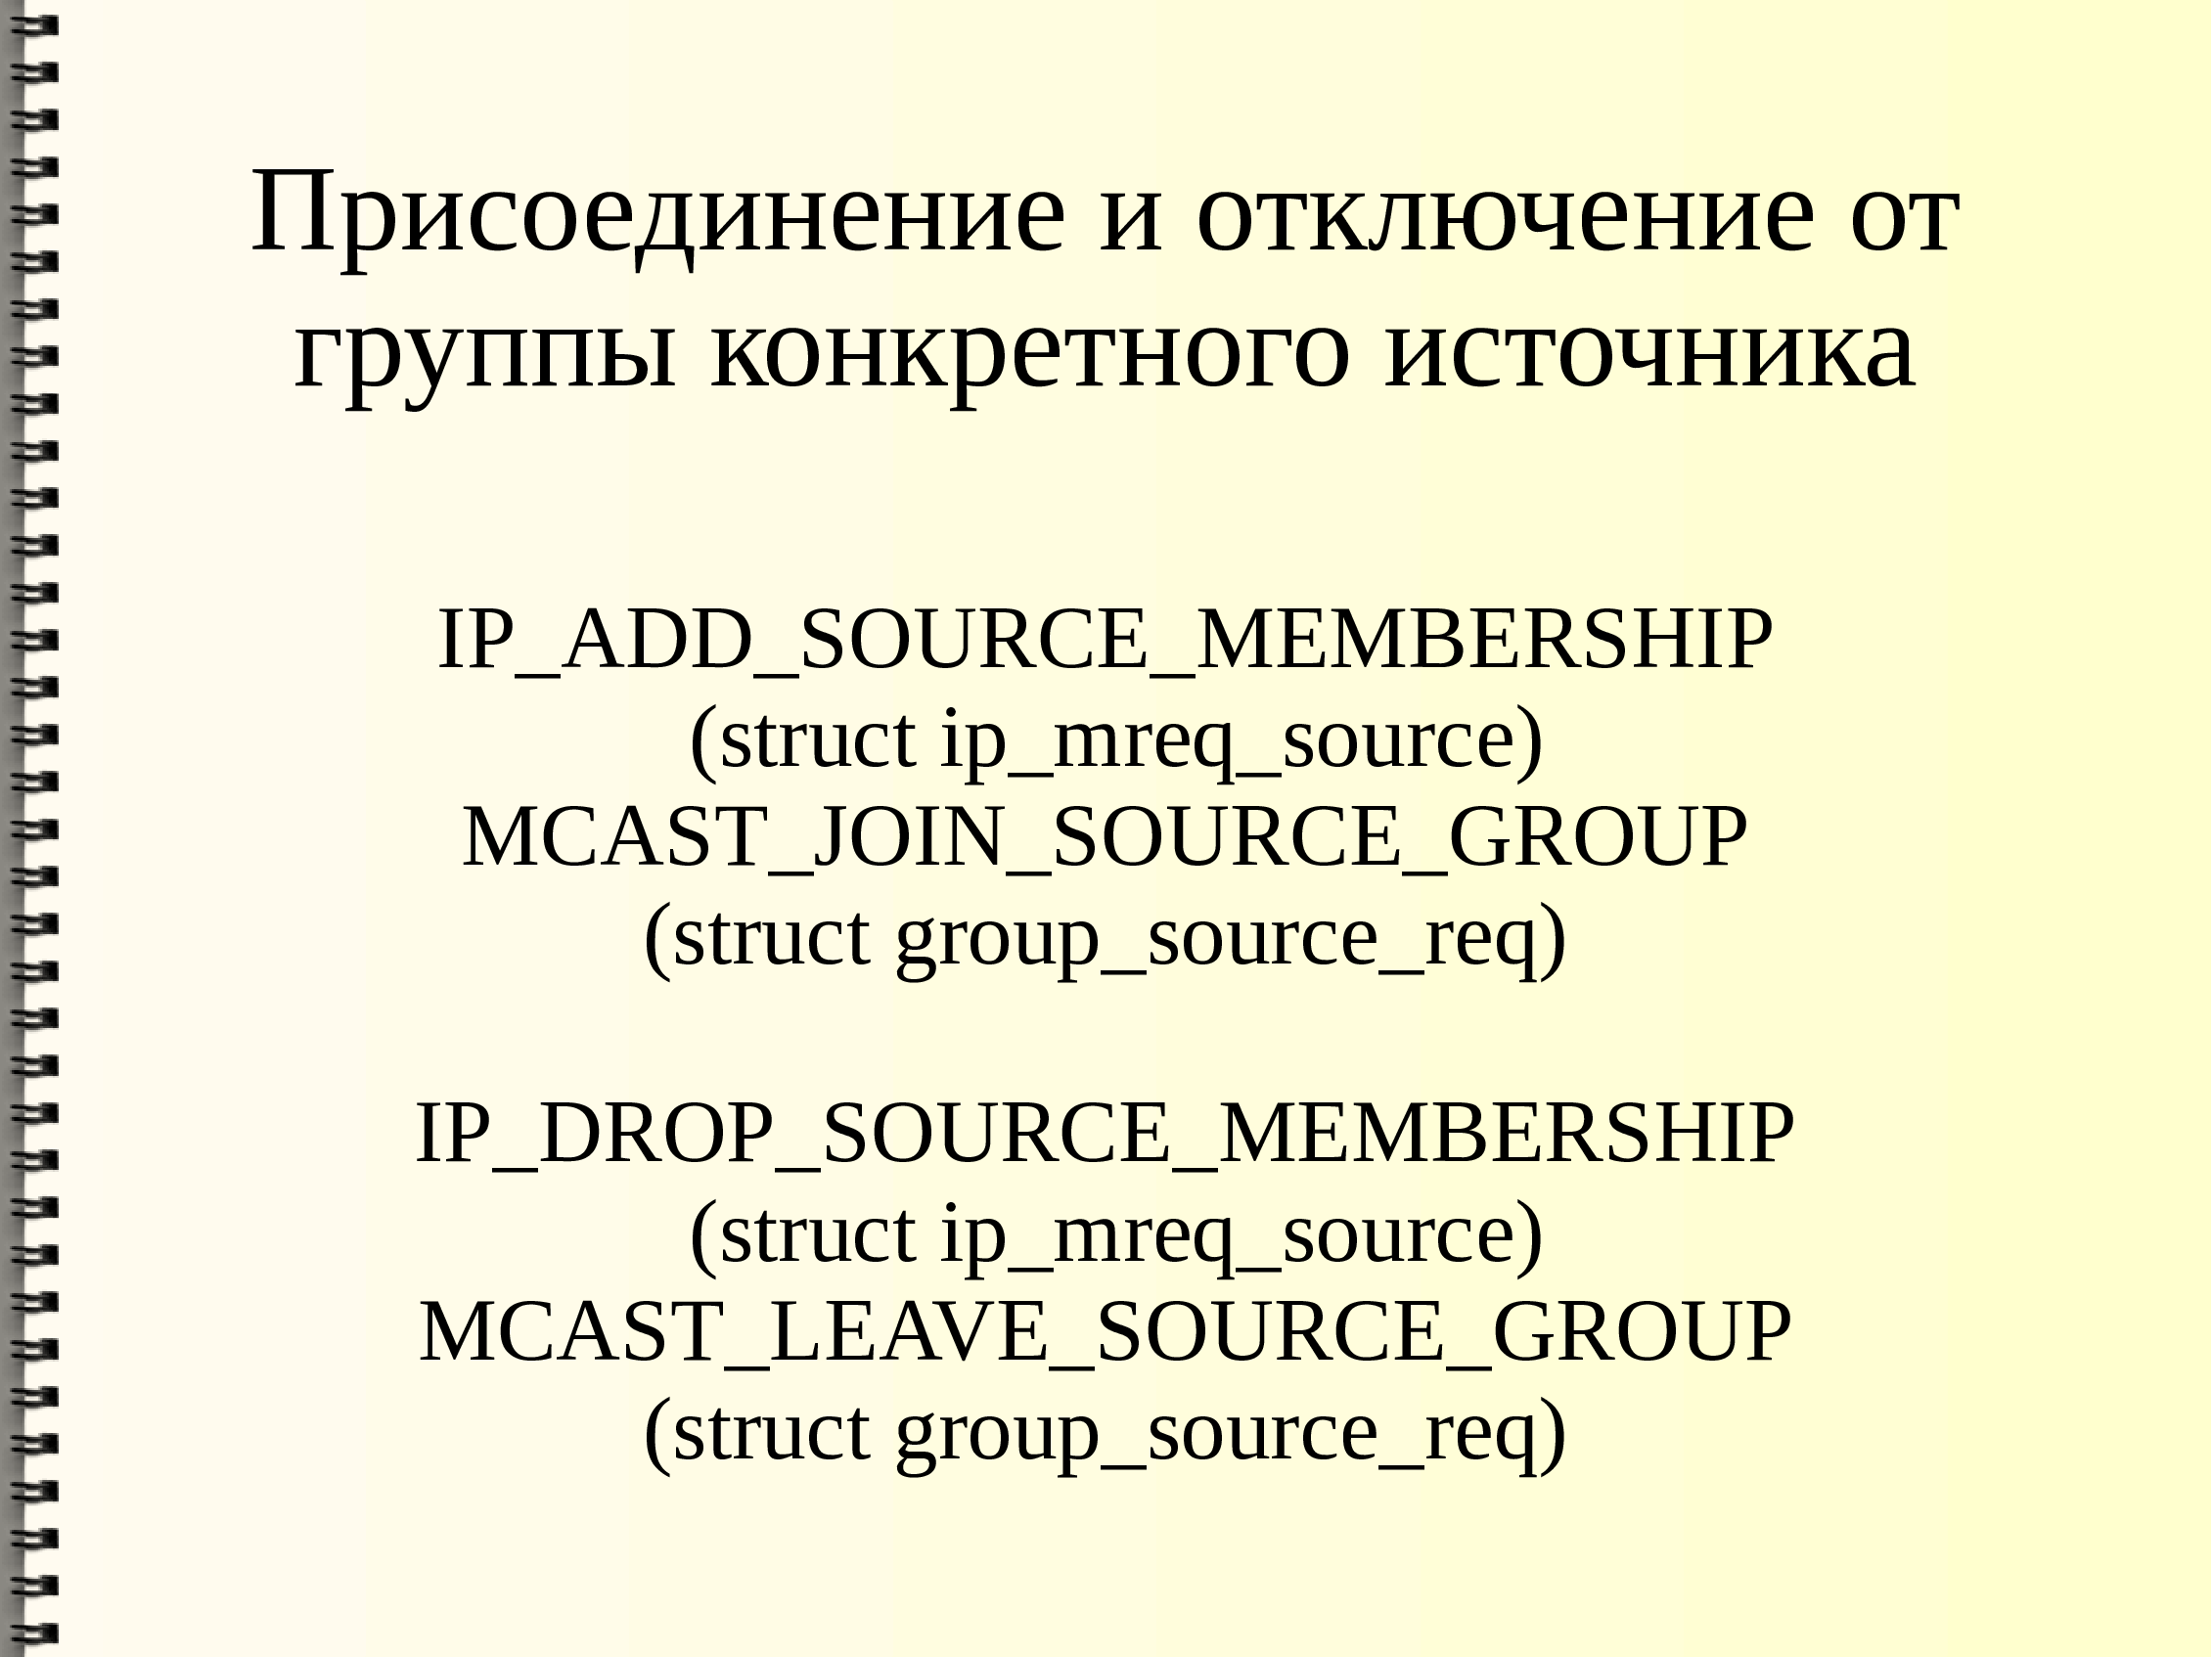 Присоединение и отключение от
группы конкретного источника
IP_ADD_SOURCE_MEMBERSHIP
(struct ip_mreq_source)
MCAST_JOIN_SOURCE_GROUP
(struct group_source_req)
IP_DROP_SOURCE_MEMBERSHIP
(struct ip_mreq_source)
MCAST_LEAVE_SOURCE_GROUP
(struct group_source_req)